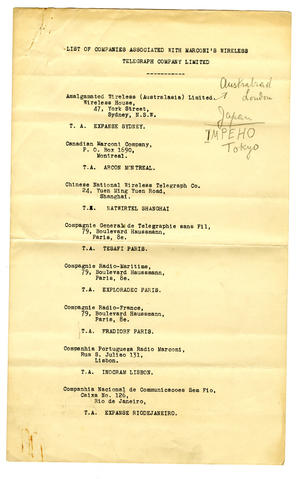 LIST OF COMPANIES ASSOCIATED WITH MARCONI'S WIRELESS
TELEGRAPH COMPANY LIMITED
-----------
Amalgamated Wireless (Australasia) Limited.
Wireless House,
47, York Street,
Sydney, N.S.W.
T. A. EXPANSE SYDNEY.
Australiad
London
Japan
IMPEHO
Tokyo
Canadian Marconi Company,
P. O. Box 1690,
Montreal.
T.A. ARCON MONTREAL.
Chinese National Wireless Telegraph Co.
24, Yuen Ming Yuen Road,
Shanghai.
T.A. NATWIRTEL SHANGHAI
Compagnie Generale de Telegraphie sans Fil,
79, Boulevard Haussmann,
Paris, 8e.
T.A. TESAFI PARIS.
Compagnie Radio-Maritime,
79, Boulevard Haussmann,
Paris, 8e.
T.A. EXPLORADEC PARIS.
Compagnie Radio-France,
79, Boulevard Haussmann,
Paris, 8e.
T.A. FRADIORF PARIS.
Companhia Portugueza Radio Marconi,
Rua S. Juliao 131,
Lisbon.
T.A. INOGRAM LISBON.
Companhia Nacional de Communicacoes Sem Fio,
Caixa No. 126,
Rio de Janeiro,
T.A. EXPANSE RIODEJANEIRO.